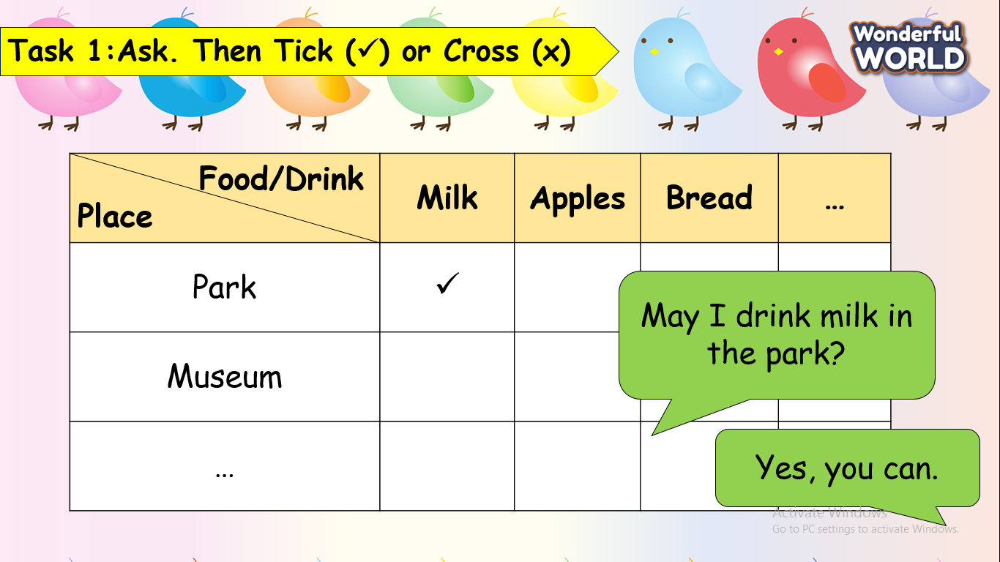 Task 1:Ask. Then Tick (✓) or Cross (x)
Wonderful
WORLD
Food/Drink
Place
Milk
Apples
Bread
…
Park
✓
Museum
…
May I drink milk in
the park?
Yes, you can.
Activate Windows
Go to PC settings to activate Windows.